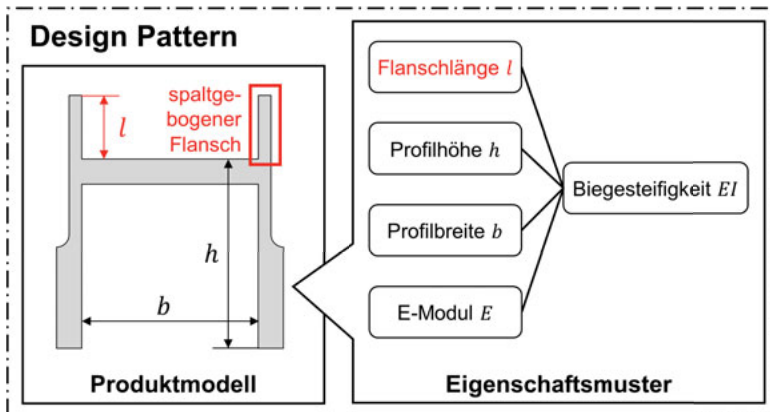 Design Pattern
spaltge-
bogener
Flansch
l
h
b
Produktmodell
Flanschlänge l
Profilhöhe h
Profilbreite b
E-Modul E
Biegesteifigkeit EI
Eigenschaftsmuster